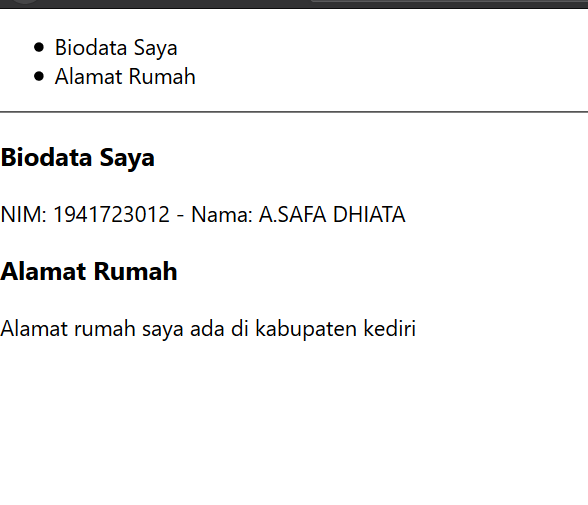 Biodata Saya
Alamat Rumah
Biodata Saya
NIM: 1941723012 - Nama: A.SAFA DHIATA
Alamat Rumah
Alamat rumah saya ada di kabupaten kediri